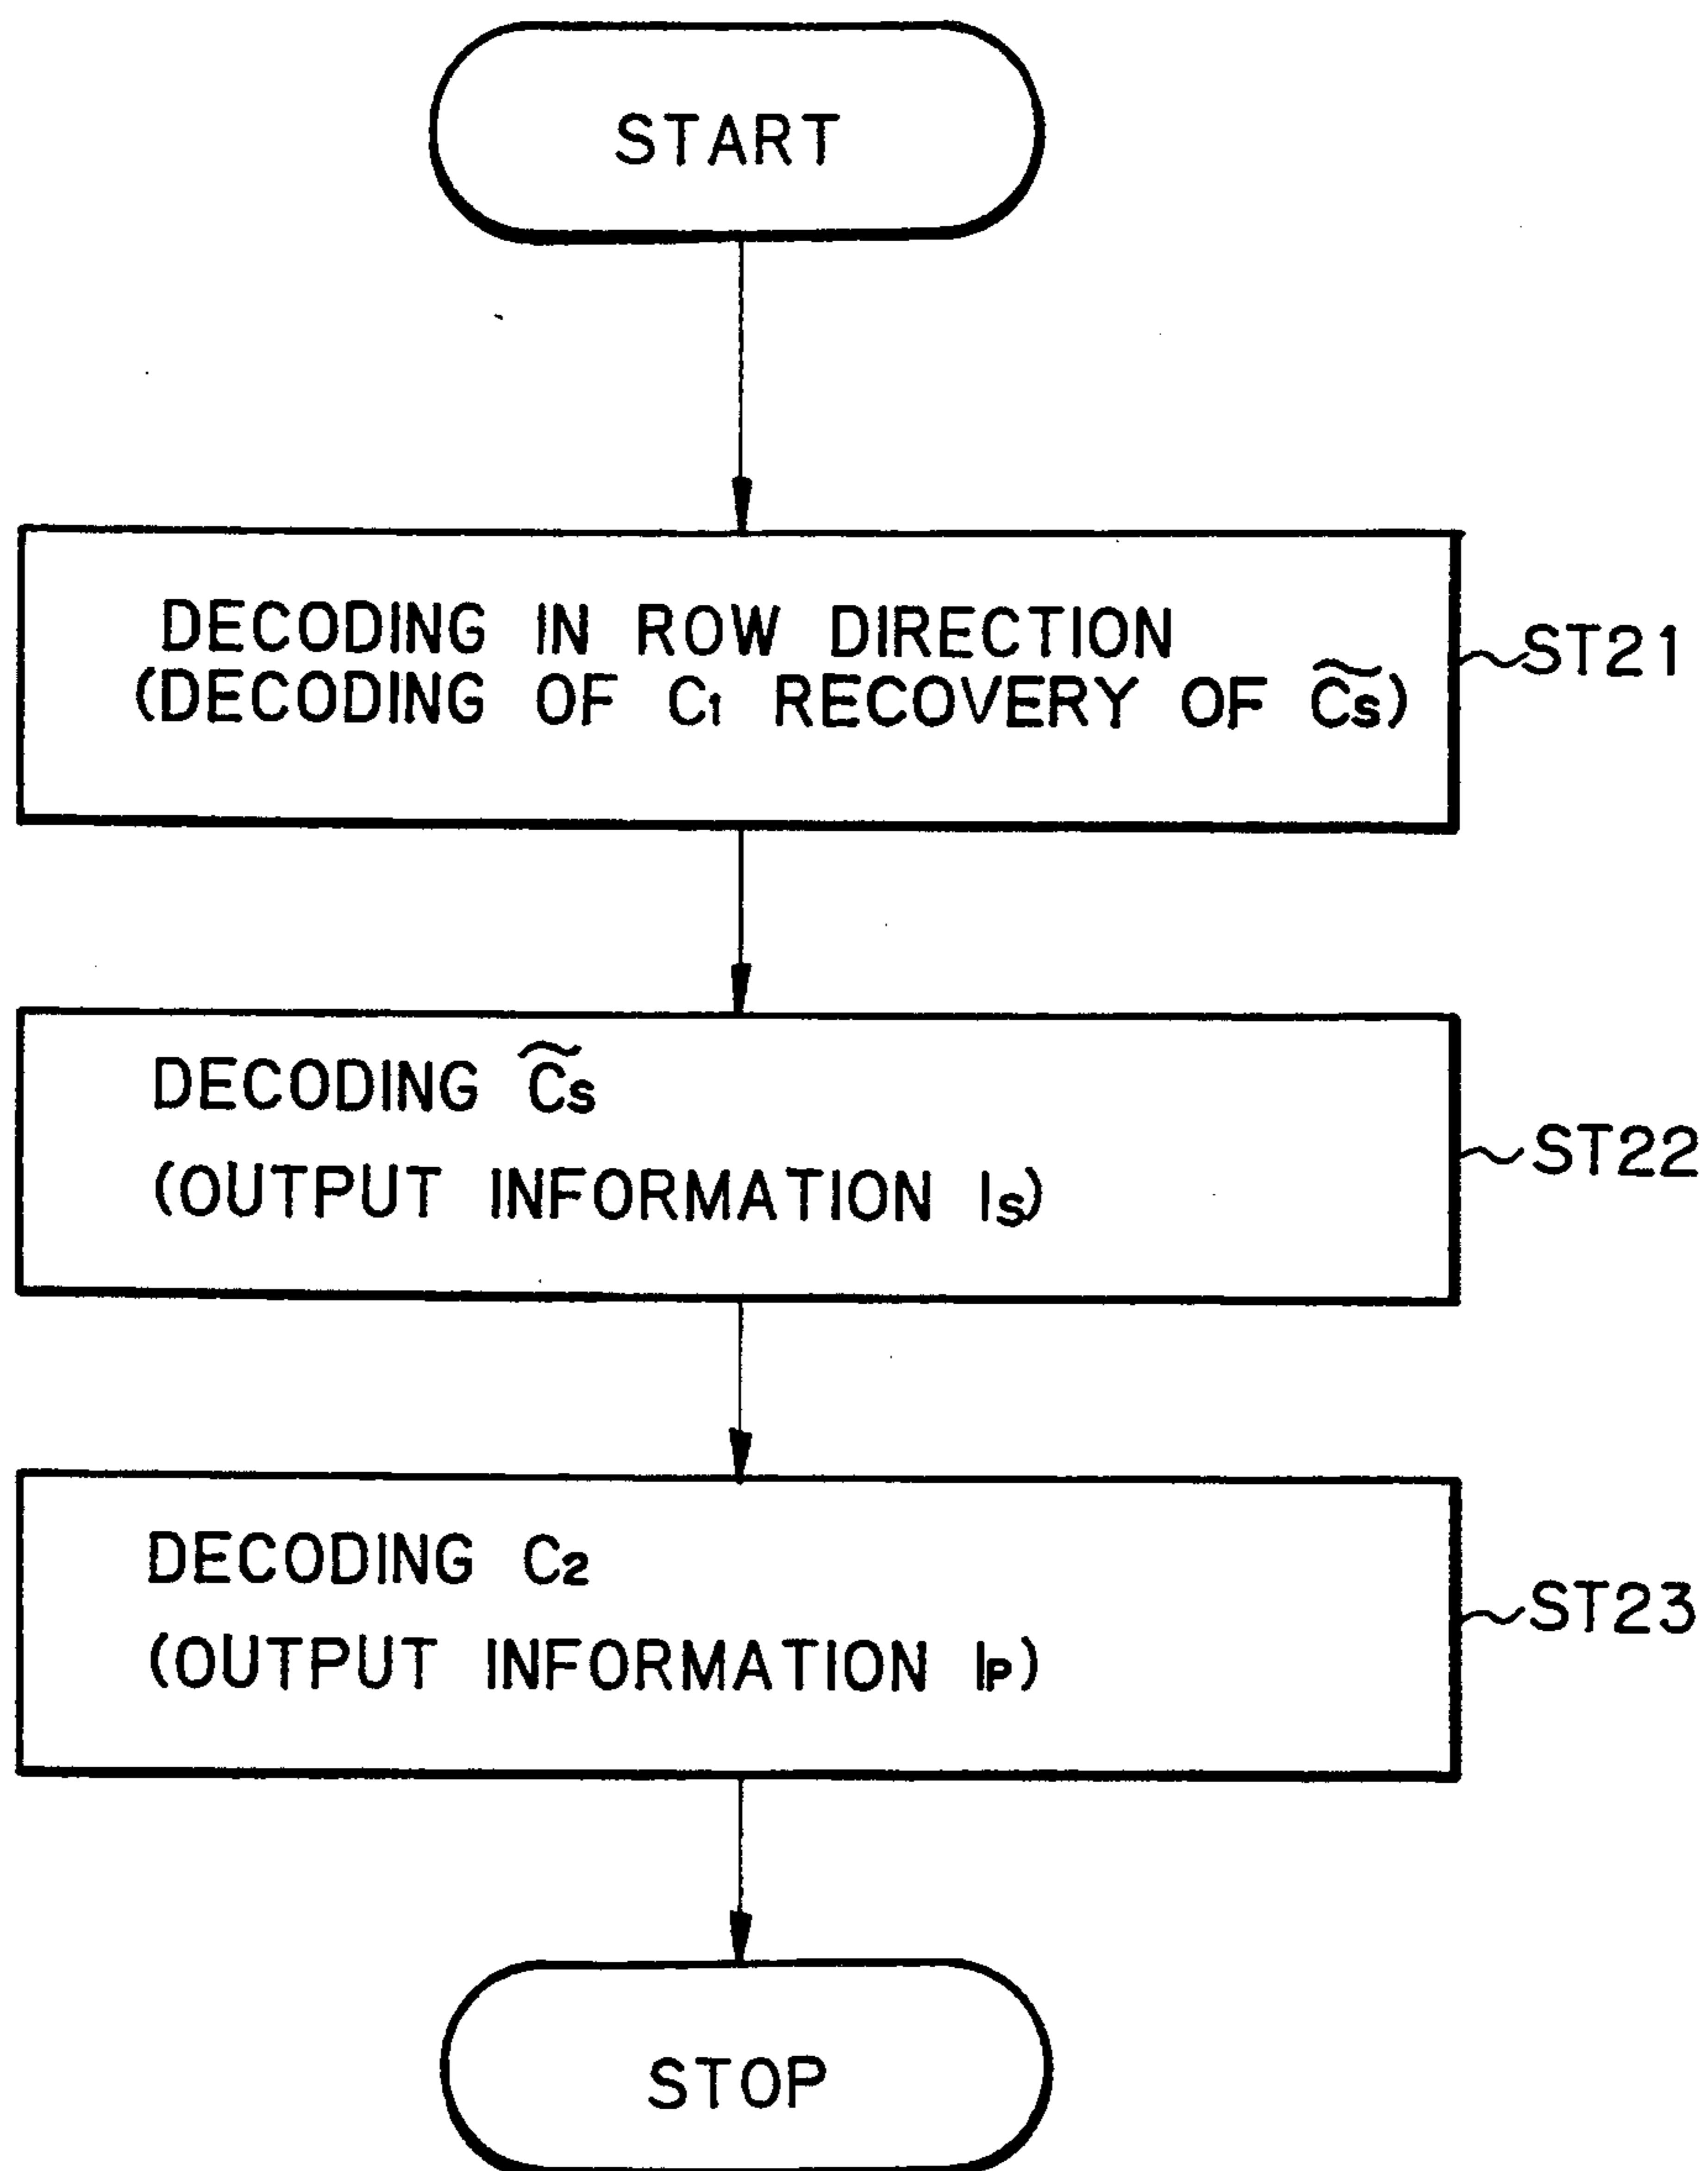 START
DECODING IN ROW DIRECTION
(DECODING OF C₁ RECOVERY OF C̃s)
ST21
DECODING C̃s
(OUTPUT INFORMATION Is)
ST22
DECODING C₂
(OUTPUT INFORMATION IP)
ST23
STOP